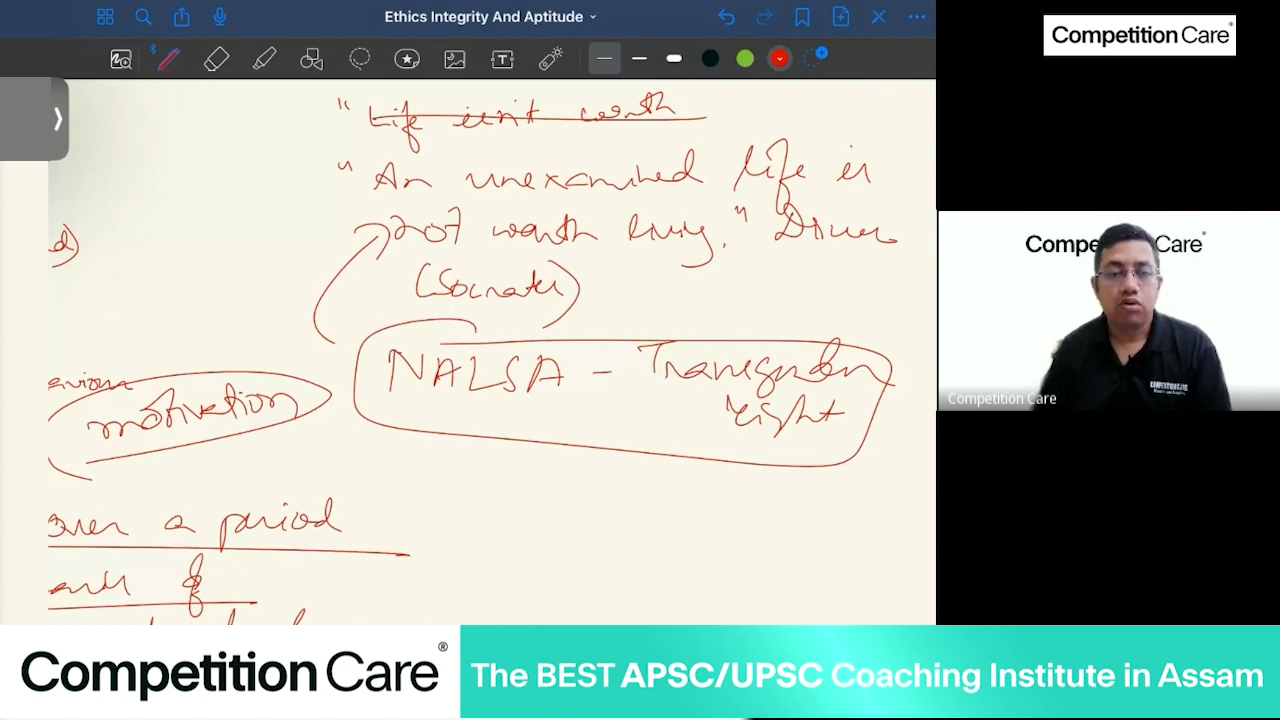 Ethics Integrity And Aptitude
Competition Care®
" Life isn't worth
" An unexamined life is
not worth living." Discuss
(Socrates)
NALSA - Transgender
right
motivation
over a period
of
Competition Care®
Competition Care
COMPETITION CARE
Competition Care®
The BEST APSC/UPSC Coaching Institute in Assam